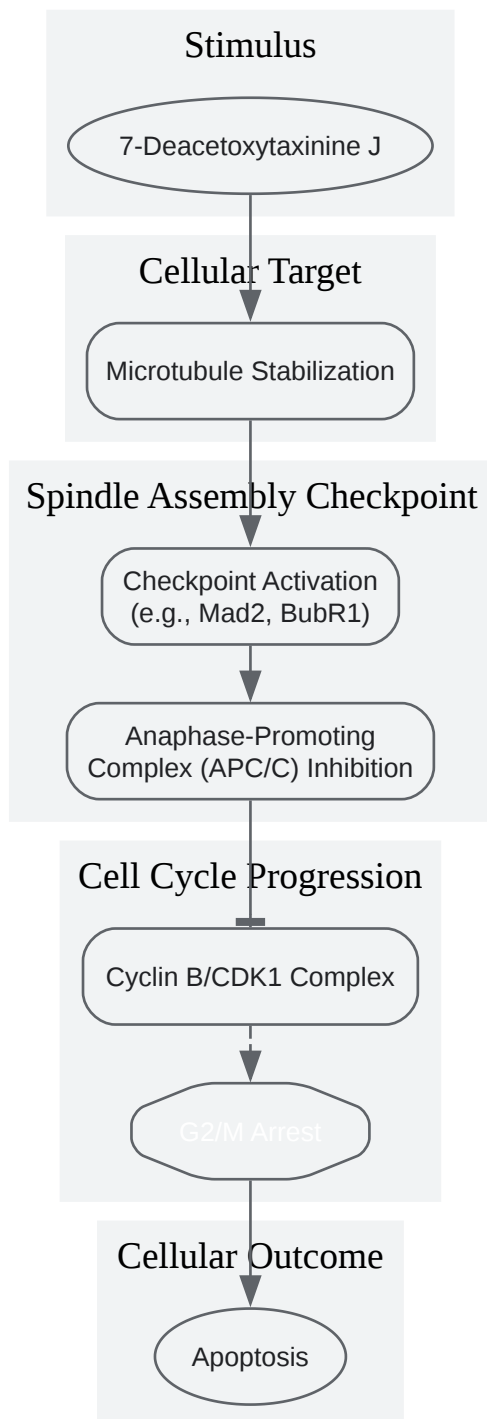 Stimulus
7-Deacetoxytaxinine J
Cellular Target
Microtubule Stabilization
Spindle Assembly Checkpoint
Checkpoint Activation
(e.g., Mad2, BubR1)
Anaphase-Promoting
Complex (APC/C) Inhibition
Cell Cycle Progression
Cyclin B/CDK1 Complex
G2/M Arrest
Cellular Outcome
Apoptosis